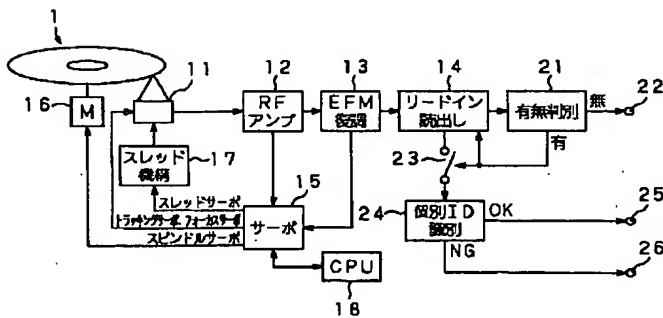 1
11
12
13
14
21
22
16
M
RF
アンプ
EFM
復調
リードイン
読出し
有無判別
無
有
スレッド
機構
17
23
15
スレッドサーボ
トラッキングサーボ,フォーカスサーボ
スピンドルサーボ
サーボ
24
個別ID
識別
OK
25
NG
26
CPU
18